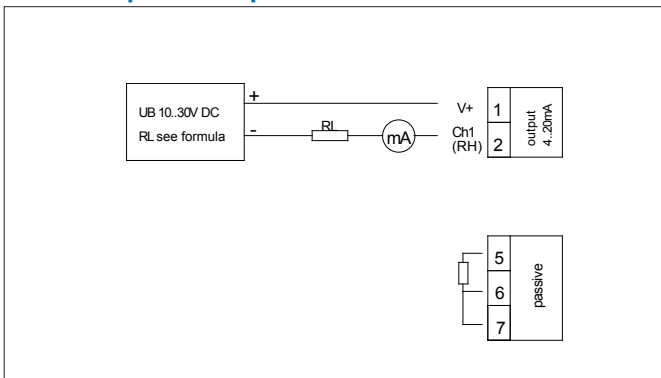 +
UB 10..30V DC
RL see formula
-
RL
mA
V+
Ch1
(RH)
1
2
output
4..20mA
5
6
7
passive